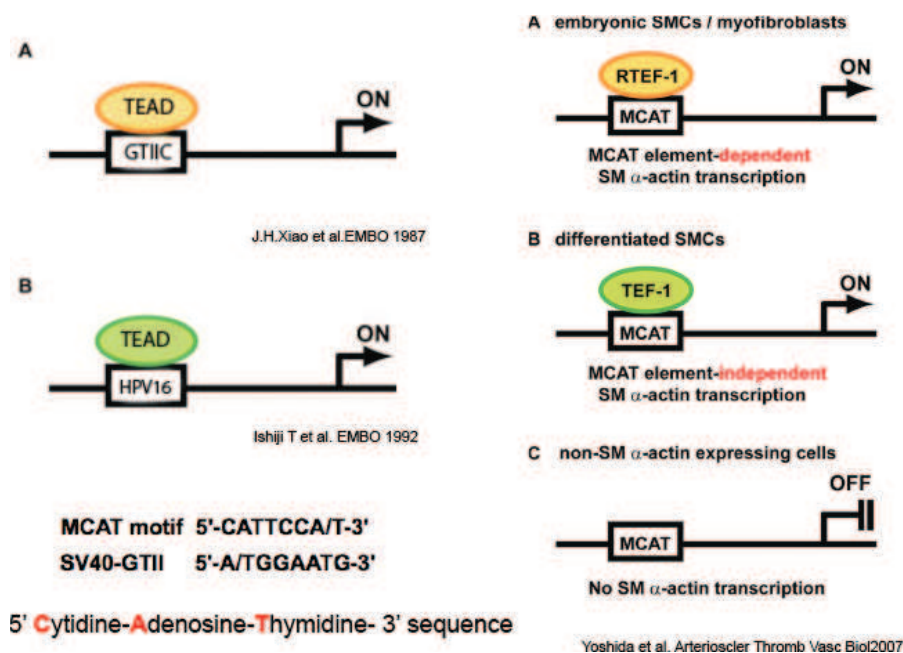 A
TEAD
GTIIC
ON
J.H.Xiao et al.EMBO 1987
B
TEAD
HPV16
ON
Ishiji T et al. EMBO 1992
MCAT motif 5'-CATTCCA/T-3'
SV40-GTII 5'-A/TGGAATG-3'
5' Cytidine-Adenosine-Thymidine- 3' sequence
A embryonic SMCs / myofibroblasts
RTEF-1
MCAT
ON
MCAT element-dependent
SM α-actin transcription
B differentiated SMCs
TEF-1
MCAT
ON
MCAT element-independent
SM α-actin transcription
C non-SM α-actin expressing cells
OFF
MCAT
No SM α-actin transcription
Yoshida et al. Arterioscler Thromb Vasc Biol2007